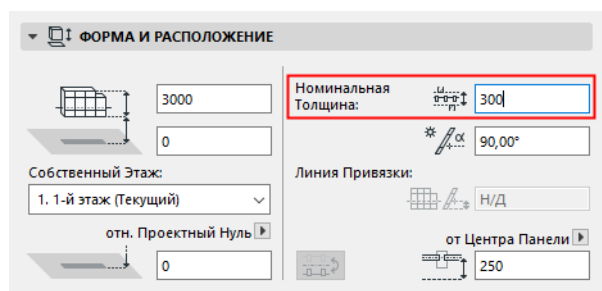 ФОРМА И РАСПОЛОЖЕНИЕ
3000
0
Собственный Этаж:
1. 1-й этаж (Текущий)
отн. Проектный Нуль
0
Номинальная
Толщина:
300
α
90,00°
Линия Привязки:
Н/Д
от Центра Панели
250